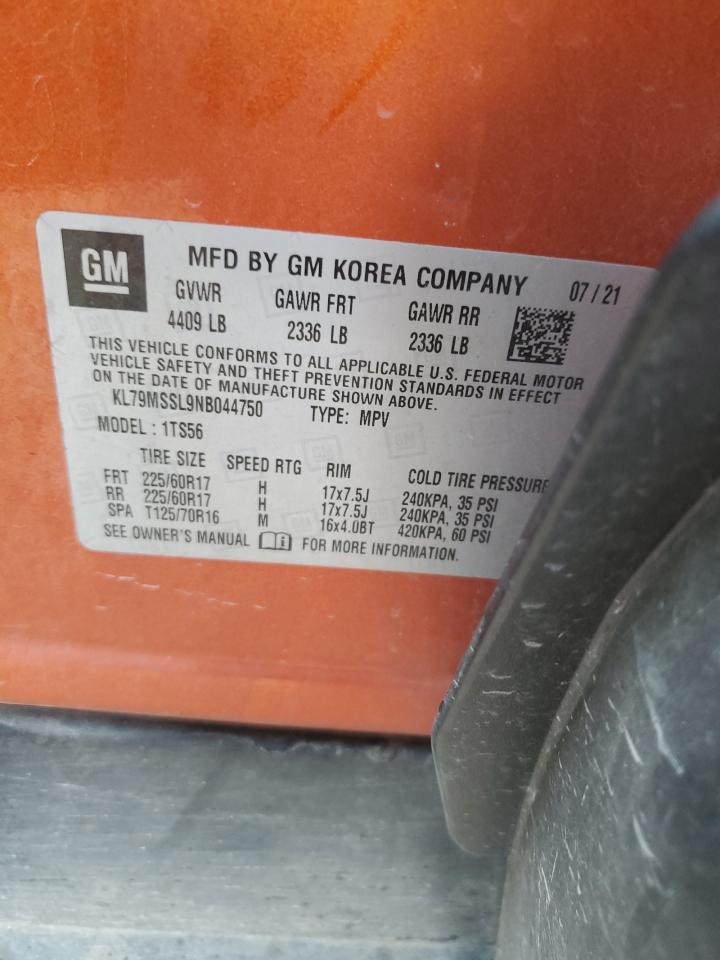 GM
MFD BY GM KOREA COMPANY 07/21
GVWR GAWR FRT GAWR RR
4409 LB 2336 LB 2336 LB
THIS VEHICLE CONFORMS TO ALL APPLICABLE U.S. FEDERAL MOTOR
VEHICLE SAFETY AND THEFT PREVENTION STANDARDS IN EFFECT
ON THE DATE OF MANUFACTURE SHOWN ABOVE.
KL79MSSL9NB044750 TYPE: MPV
MODEL : 1TS56
TIRE SIZE SPEED RTG RIM COLD TIRE PRESSURE
FRT 225/60R17 H 17x7.5J 240KPA, 35 PSI
RR 225/60R17 H 17x7.5J 240KPA, 35 PSI
SPA T125/70R16 M 16x4.0BT 420KPA, 60 PSI
SEE OWNER'S MANUAL FOR MORE INFORMATION.